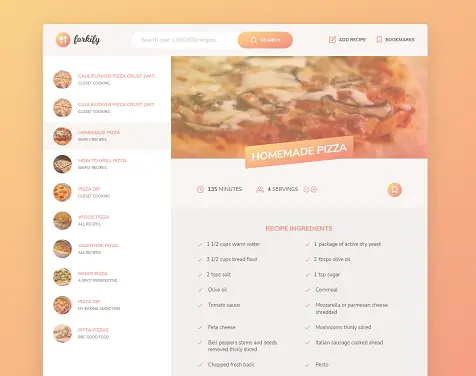 forkify
Search over 1,000,000 recipes...
SEARCH
ADD RECIPE
BOOKMARKS
CAULIFLOWER PIZZA CRUST (WIT...
CLOSET COOKING
CAULIFLOWER PIZZA CRUST (WIT...
CLOSET COOKING
HOMEMADE PIZZA
SIMPLY RECIPES
HOW TO GRILL PIZZA
SIMPLY RECIPES
PIZZA DIP
CLOSET COOKING
VEGGIE PIZZA
ALL RECIPES
VALENTINE PIZZA
ALL RECIPES
GREEK PIZZA
A SPICY PERSPECTIVE
PIZZA DIP
MY BAKING ADDICTION
PITTA PIZZAS
BBC GOOD FOOD
HOMEMADE PIZZA
135 MINUTES
4 SERVINGS
RECIPE INGREDIENTS
1 1/2 cups warm water
1 package of active dry yeast
3 1/2 cups bread flour
2 tbsps olive oil
2 tsps salt
1 tsp sugar
Olive oil
Cornmeal
Tomato sauce
Mozzarella or parmesan cheese
shredded
Feta cheese
Mushrooms thinly sliced
Bell peppers stems and seeds
removed thinly sliced
Italian sausage cooked ahead
Chopped fresh basil
Pesto